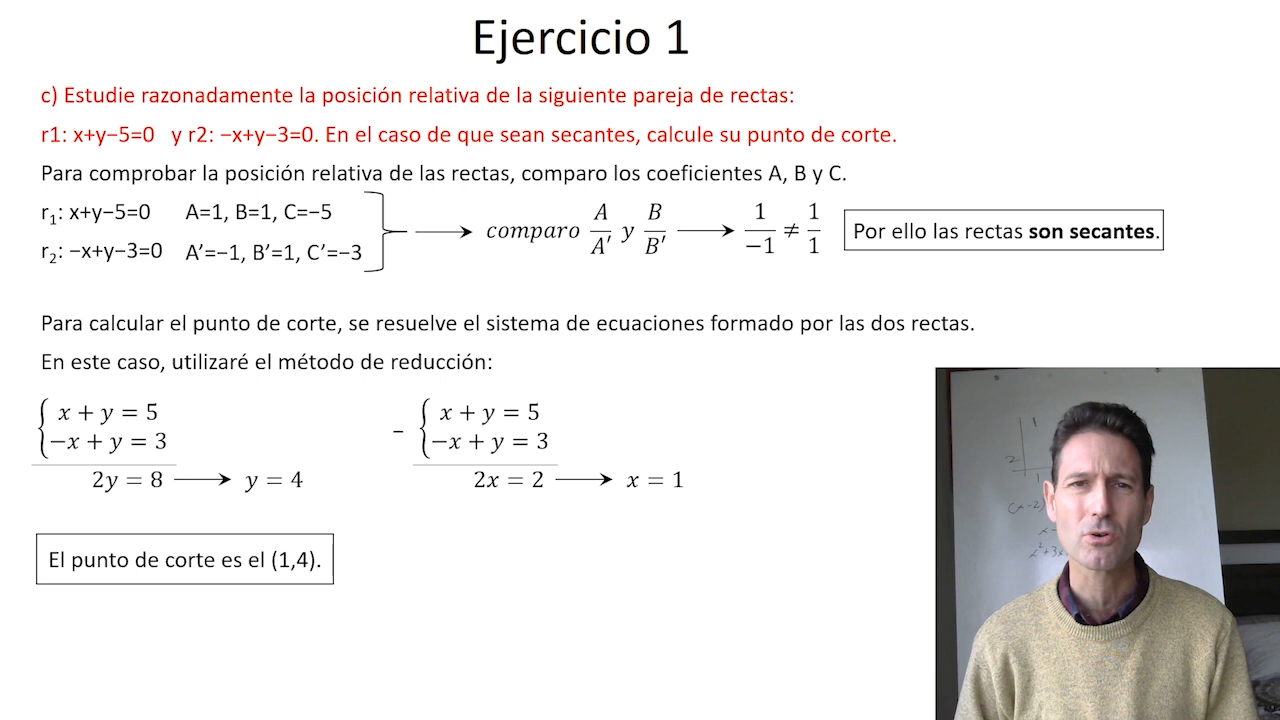 Ejercicio 1
c) Estudie razonadamente la posición relativa de la siguiente pareja de rectas:
r1: x+y−5=0 y r2: −x+y−3=0. En el caso de que sean secantes, calcule su punto de corte.
Para comprobar la posición relativa de las rectas, comparo los coeficientes A, B y C.
r₁: x+y−5=0 A=1, B=1, C=−5
r₂: −x+y−3=0 A’=−1, B’=1, C’=−3
comparo A/A' y B/B' → 1/−1 ≠ 1/1 Por ello las rectas son secantes.
Para calcular el punto de corte, se resuelve el sistema de ecuaciones formado por las dos rectas.
En este caso, utilizaré el método de reducción:
x + y = 5
−x + y = 3
2y = 8 → y = 4
− x + y = 5
−x + y = 3
2x = 2 → x = 1
El punto de corte es el (1,4).